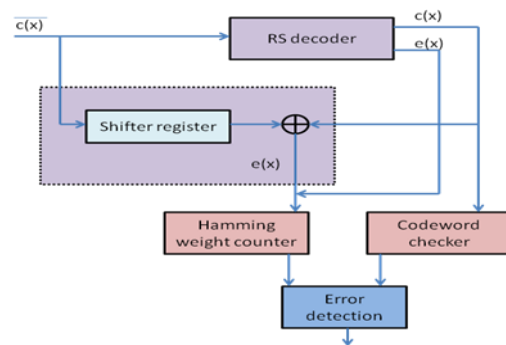 c(x)
RS decoder
c(x)
e(x)
Shifter register
e(x)
Hamming
weight counter
Codeword
checker
Error
detection